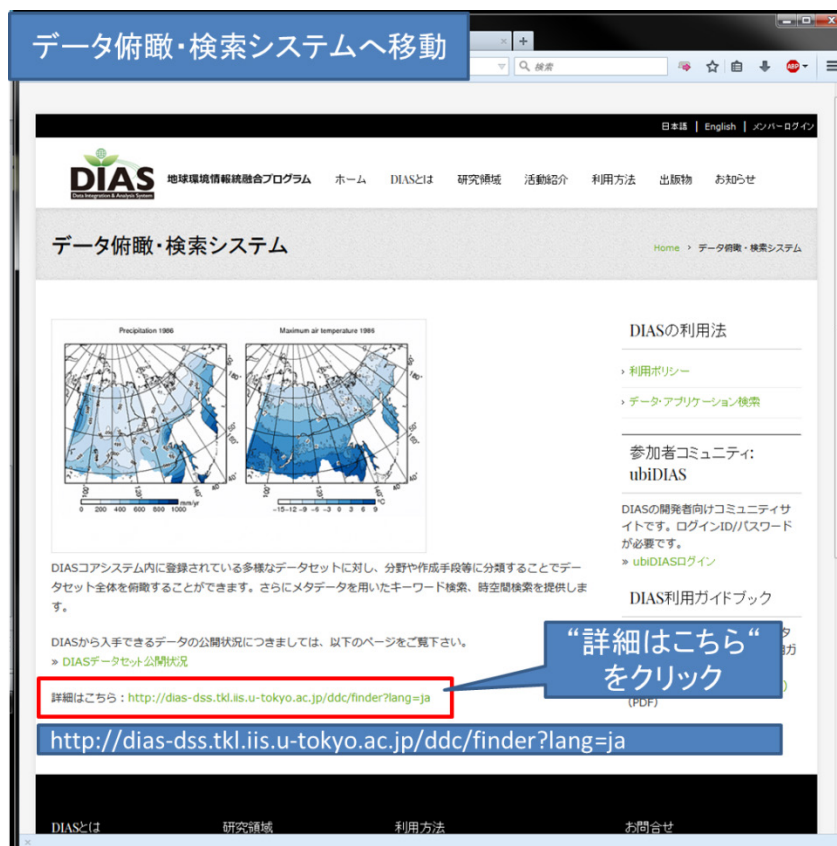 データ俯瞰・検索システムへ移動
検索
日本語 | English | メンバーログイン
DIAS
Data Integration & Analysis System
地球環境情報統融合プログラム ホーム DIASとは 研究領域 活動紹介 利用方法 出版物 お知らせ
データ俯瞰・検索システム
Home › データ俯瞰・検索システム
Precipitation 1986
Maximum air temperature 1986
0 200 400 600 800 1000 mm/yr
-15 -12 -9 -6 -3 0 3 6 9
DIASコアシステム内に登録されている多様なデータセットに対し、分野や作成手段等に分類することでデー
タセット全体を俯瞰することができます。さらにメタデータを用いたキーワード検索、時空間検索を提供しま
す。
DIASから入手できるデータの公開状況につきましては、以下のページをご覧下さい。
» DIASデータセット公開状況
詳細はこちら：http://dias-dss.tkl.iis.u-tokyo.ac.jp/ddc/finder?lang=ja
DIASの利用法
› 利用ポリシー
› データ・アプリケーション検索
参加者コミュニティ:
ubiDIAS
DIASの開発者向けコミュニティサ
イトです。ログインID/パスワード
が必要です。
» ubiDIASログイン
DIAS利用ガイドブック
(PDF)
“詳細はこちら“
をクリック
http://dias-dss.tkl.iis.u-tokyo.ac.jp/ddc/finder?lang=ja
DIASとは 研究領域 利用方法 お問合せ